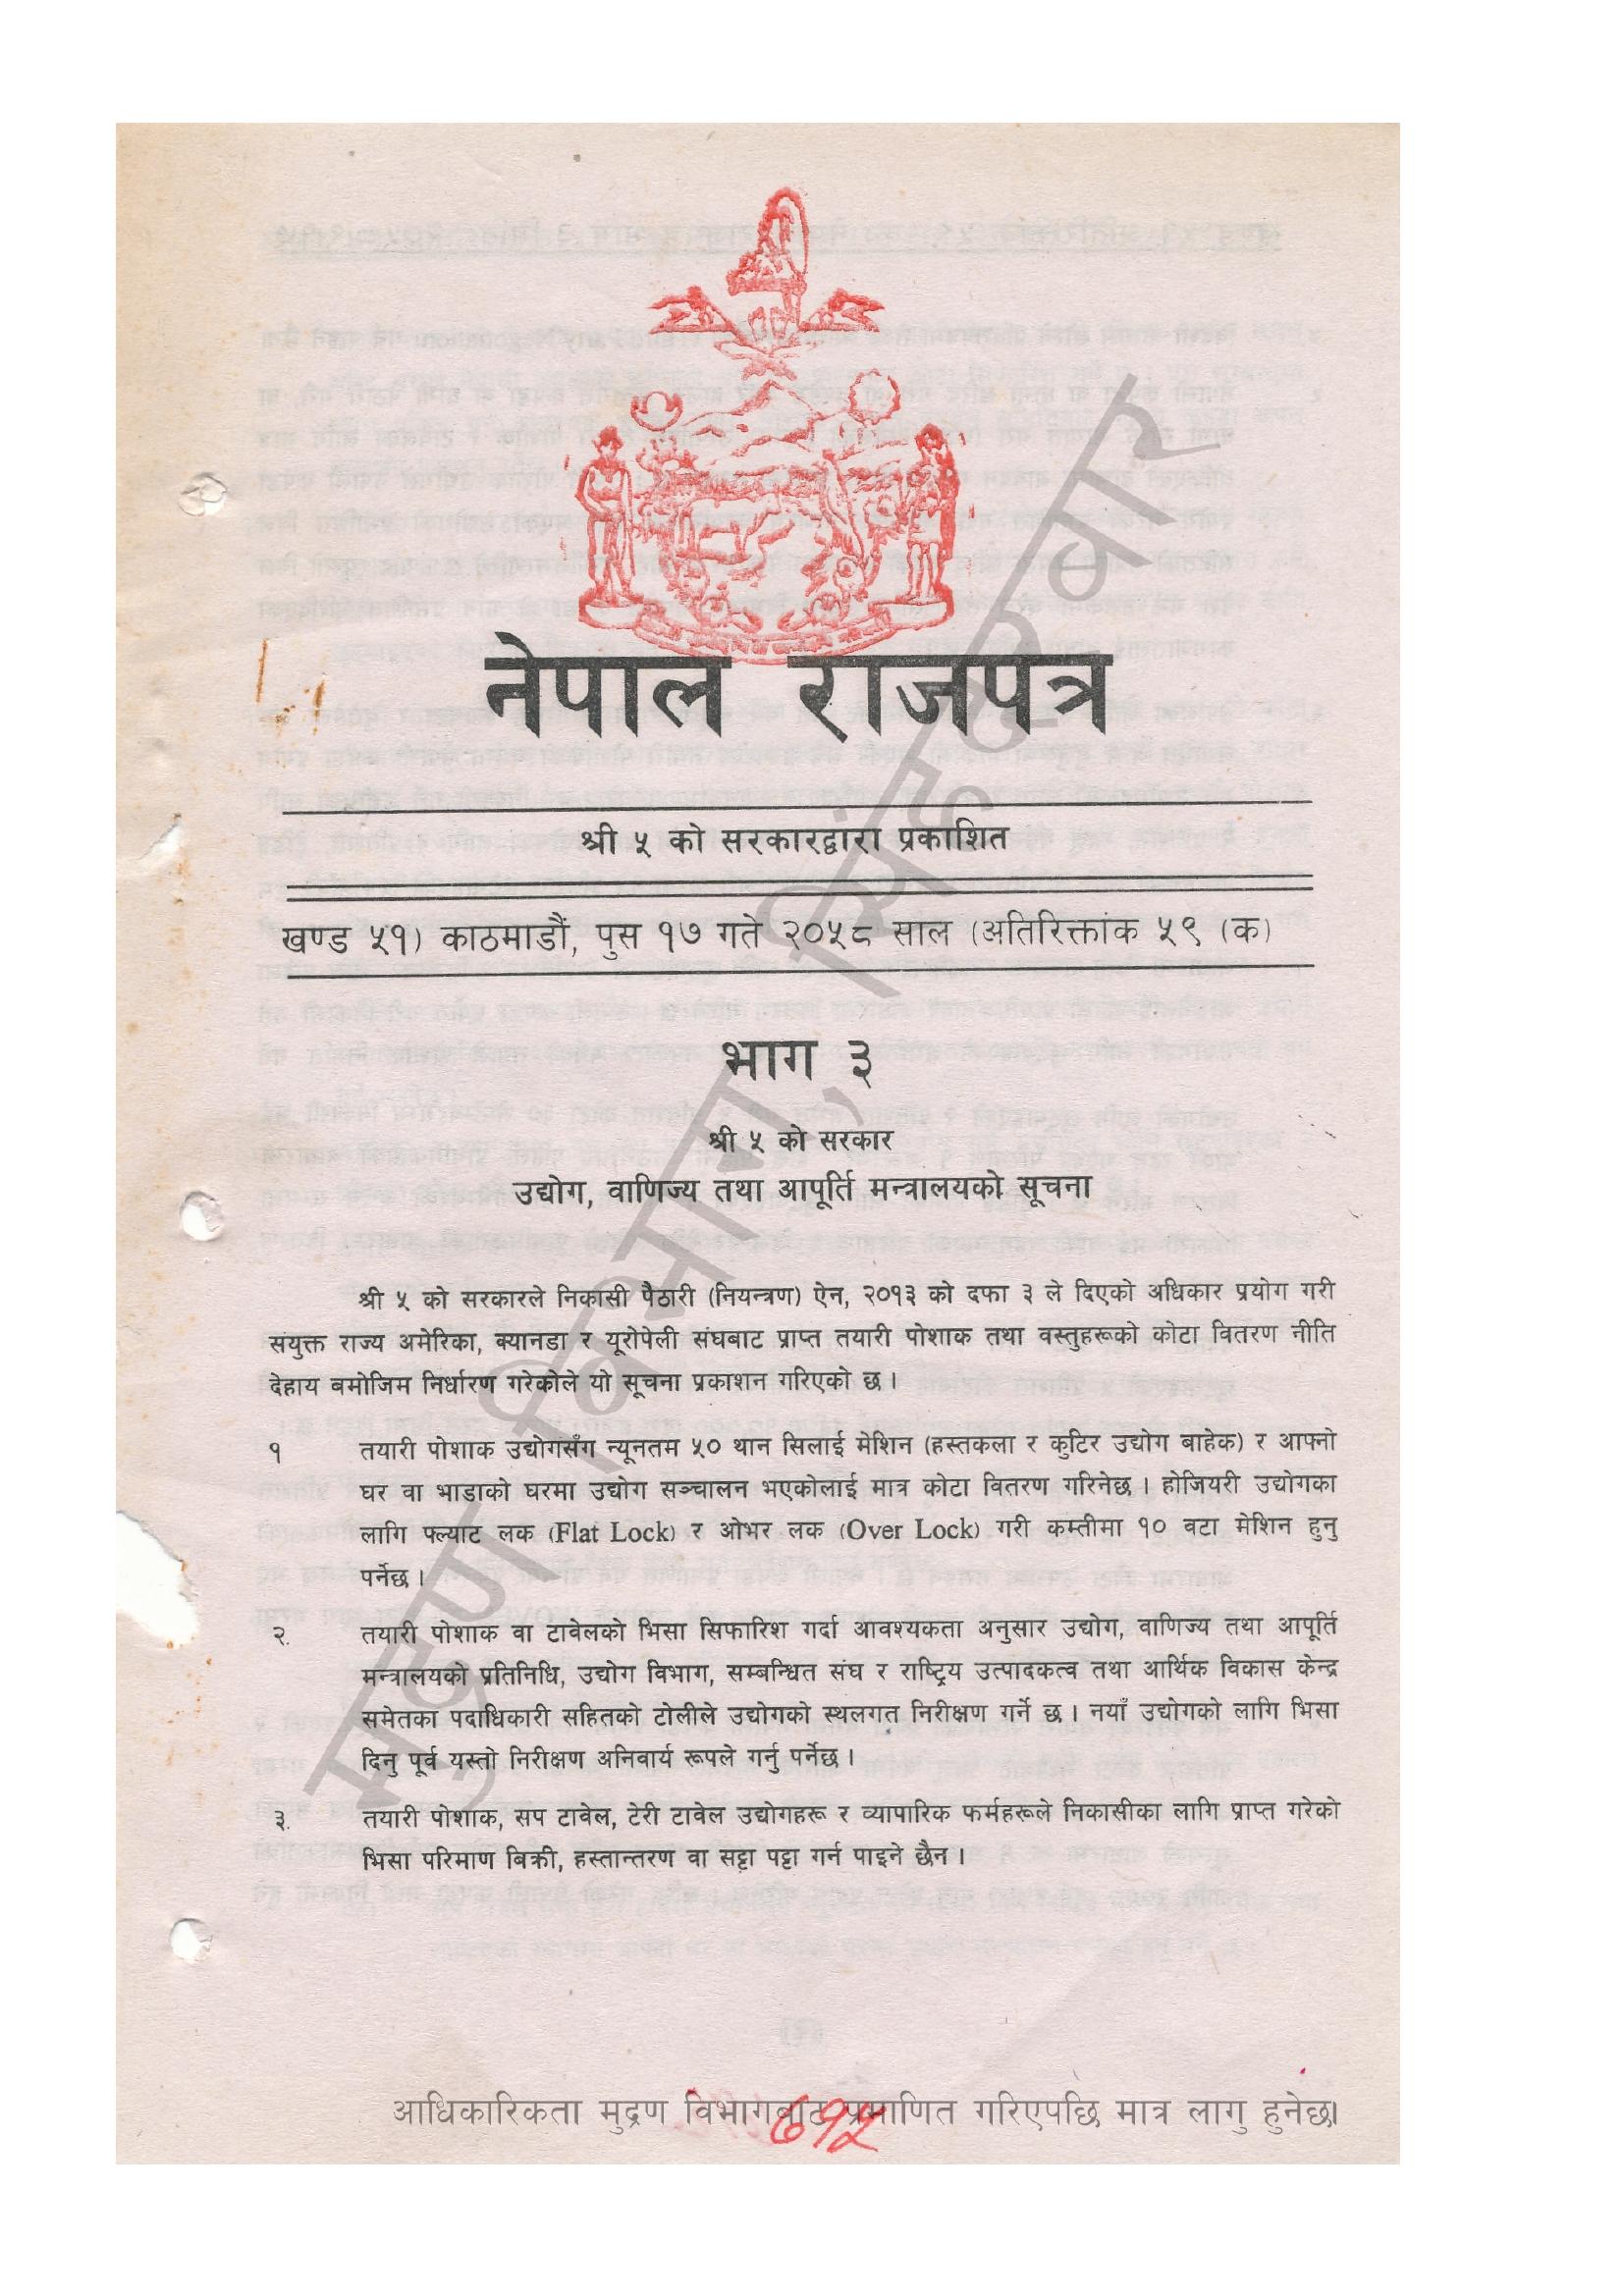 नेपाल राजपत्र
श्री ५ को सरकारद्वारा प्रकाशित
खण्ड ५१) काठमाडौं, पुस १७ गते २०५८ साल (अतिरिक्तांक ५९ (क)
भाग ३
श्री ५ को सरकार
उद्योग, वाणिज्य तथा आपूर्ति मन्त्रालयको सूचना
श्री ५ को सरकारले निकासी पैठारी (नियन्त्रण) ऐन, २०१३ को दफा ३ ले दिएको अधिकार प्रयोग गरी
संयुक्त राज्य अमेरिका, क्यानडा र यूरोपेली संघबाट प्राप्त तयारी पोशाक तथा वस्तुहरूको कोटा वितरण नीति
देहाय बमोजिम निर्धारण गरेकोले यो सूचना प्रकाशन गरिएको छ ।
१ तयारी पोशाक उद्योगसँग न्यूनतम ५० थान सिलाई मेशिन (हस्तकला र कुटिर उद्योग बाहेक) र आफ्नो
घर वा भाडाको घरमा उद्योग सञ्चालन भएकोलाई मात्र कोटा वितरण गरिनेछ । होजियरी उद्योगका
लागि फ्ल्याट लक (Flat Lock) र ओभर लक (Over Lock) गरी कम्तीमा १० वटा मेशिन हुनु
पर्नेछ ।
२. तयारी पोशाक वा टावेलको भिसा सिफारिश गर्दा आवश्यकता अनुसार उद्योग, वाणिज्य तथा आपूर्ति
मन्त्रालयको प्रतिनिधि, उद्योग विभाग, सम्बन्धित संघ र राष्ट्रिय उत्पादकत्व तथा आर्थिक विकास केन्द्र
समेतका पदाधिकारी सहितको टोलीले उद्योगको स्थलगत निरीक्षण गर्ने छ । नयाँ उद्योगको लागि भिसा
दिनु पूर्व यस्तो निरीक्षण अनिवार्य रूपले गर्नु पर्नेछ ।
३. तयारी पोशाक, सप टावेल, टेरी टावेल उद्योगहरू र व्यापारिक फर्महरूले निकासीका लागि प्राप्त गरेको
भिसा परिमाण बिक्री, हस्तान्तरण वा सट्टा पट्टा गर्न पाइने छैन ।
मुद्रण विभाग, सिंहदरबार
आधिकारिकता मुद्रण विभागबाट प्रमाणित गरिएपछि मात्र लागु हुनेछ।
७१५